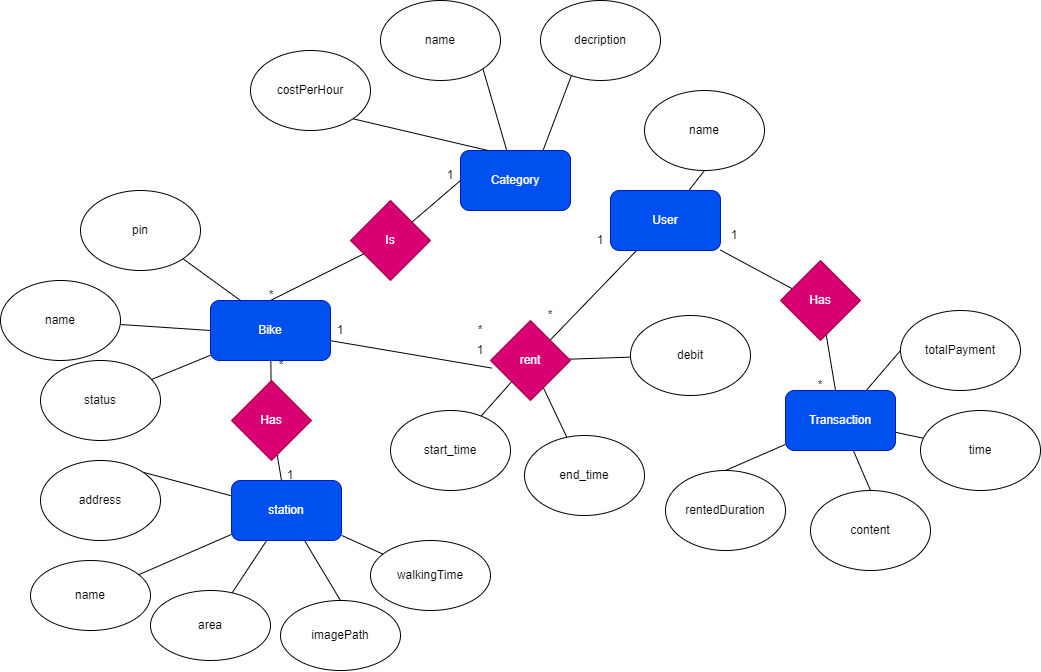 name
decription
costPerHour
name
1
Category
pin
User
1
1
Is
*
Has
name
*
Bike
1
*
totalPayment
1
rent
debit
*
status
*
Has
Transaction
start_time
time
1
end_time
address
station
rentedDuration
content
walkingTime
name
area
imagePath